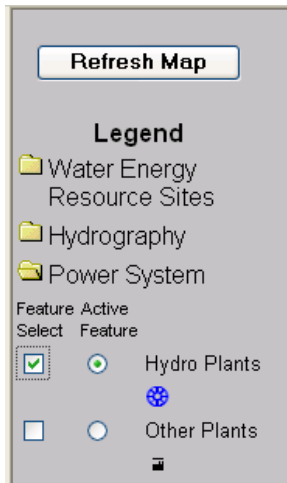 Refresh Map
Legend
Water Energy
Resource Sites
Hydrography
Power System
Feature Active
Select Feature
Hydro Plants
Other Plants